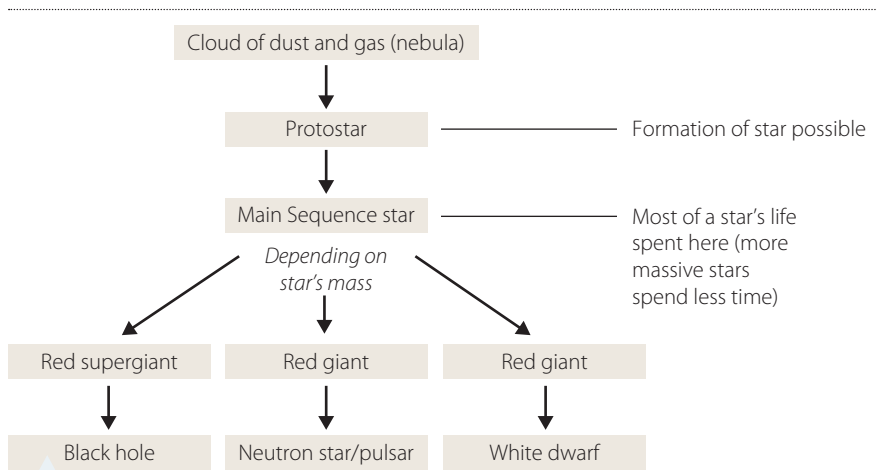 Cloud of dust and gas (nebula)
Protostar
Formation of star possible
Main Sequence star
Most of a star’s life
spent here (more
massive stars
spend less time)
Depending on
star’s mass
Red supergiant
Red giant
Red giant
Black hole
Neutron star/pulsar
White dwarf